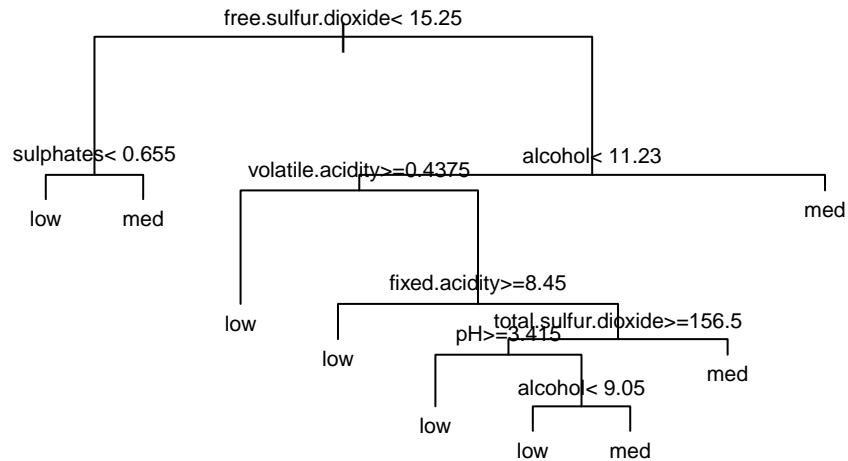 free.sulfur.dioxide< 15.25
sulphates< 0.655
low
med
alcohol< 11.23
volatile.acidity>=0.4375
low
fixed.acidity>=8.45
low
total.sulfur.dioxide>=156.5
pH>=3.415
low
alcohol< 9.05
low
med
med
med